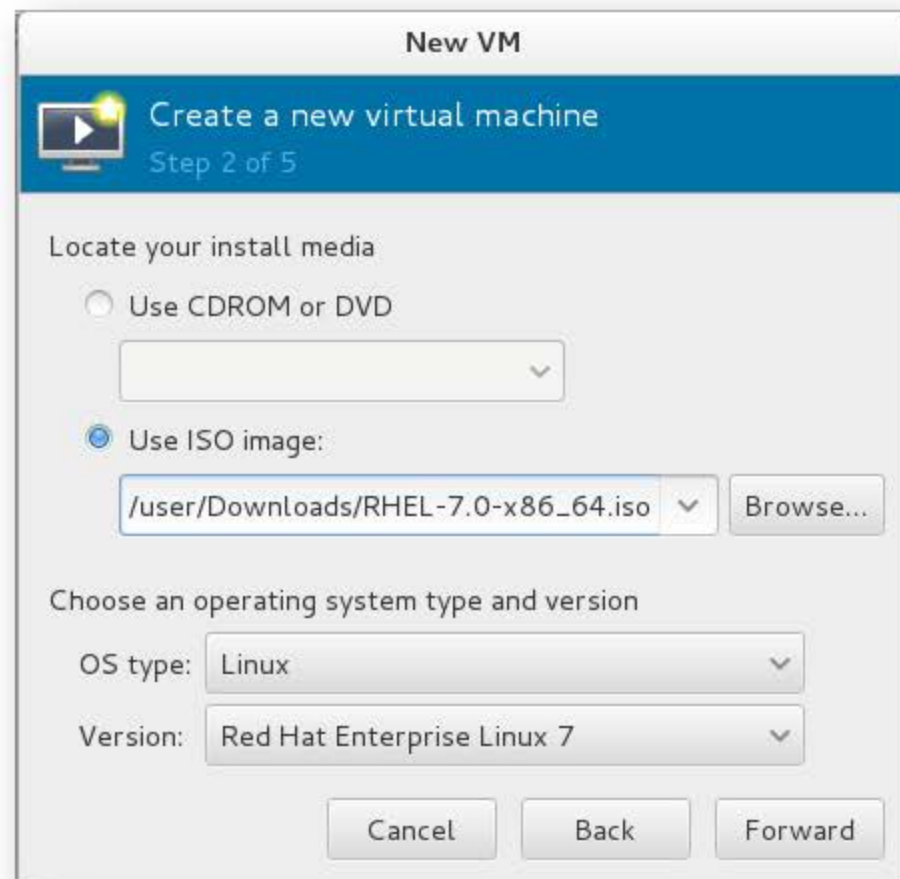 New VM
Create a new virtual machine
Step 2 of 5
Locate your install media
Use CDROM or DVD
Use ISO image:
/user/Downloads/RHEL-7.0-x86_64.iso
Browse...
Choose an operating system type and version
OS type:
Linux
Version:
Red Hat Enterprise Linux 7
Cancel
Back
Forward